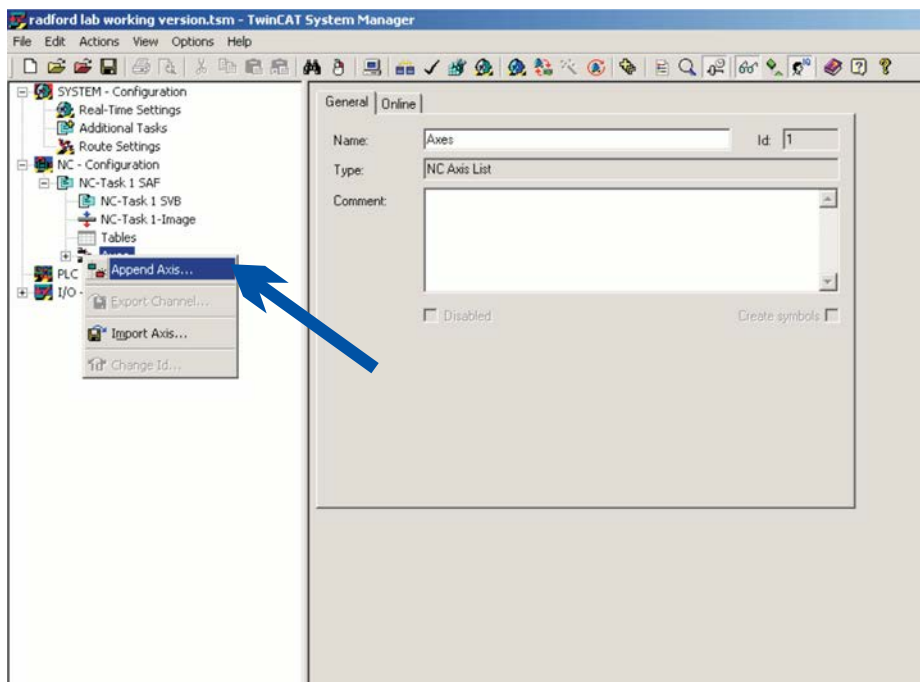 radford lab working version.tsm - TwinCAT System Manager
File Edit Actions View Options Help
SYSTEM - Configuration
Real-Time Settings
Additional Tasks
Route Settings
NC - Configuration
NC-Task 1 SAF
NC-Task 1 SVB
NC-Task 1-Image
Tables
PLC
I/O -
Append Axis...
Export Channel...
Import Axis...
Change Id...
General Online
Name: Axes Id: 1
Type: NC Axis List
Comment:
Disabled Create symbols